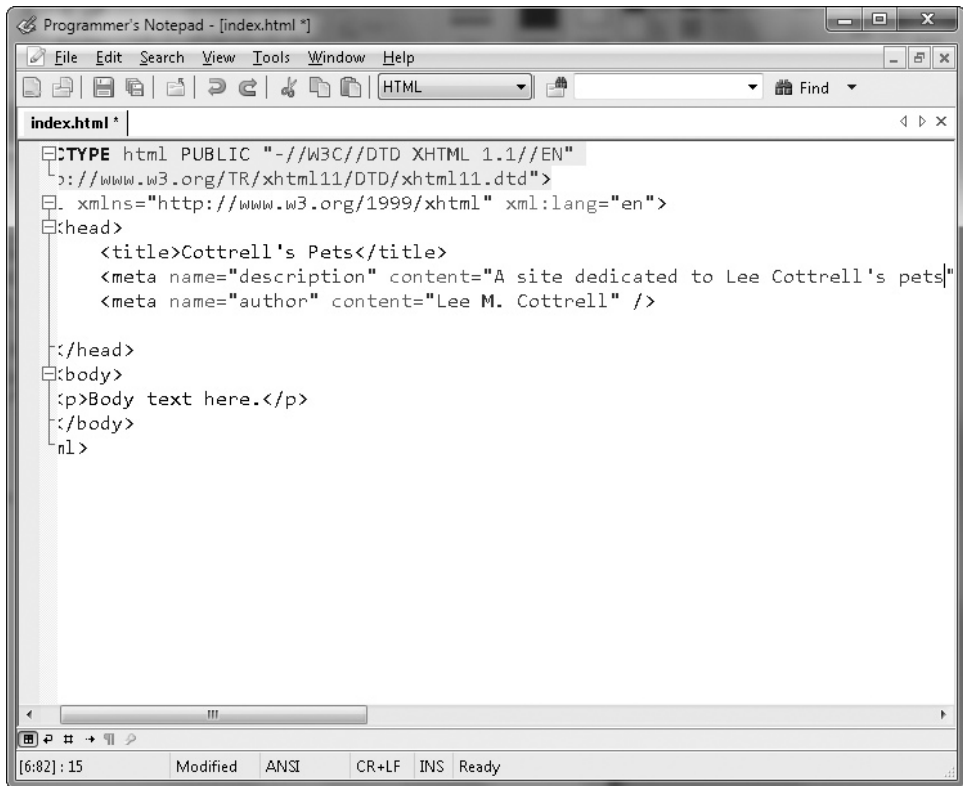 Programmer's Notepad - [index.html *]
File Edit Search View Tools Window Help
HTML Find
index.html *
CTYPE html PUBLIC "-//W3C//DTD XHTML 1.1//EN"
p://www.w3.org/TR/xhtml11/DTD/xhtml11.dtd">
. xmlns="http://www.w3.org/1999/xhtml" xml:lang="en">
<head>
<title>Cottrell's Pets</title>
<meta name="description" content="A site dedicated to Lee Cottrell's pets"
<meta name="author" content="Lee M. Cottrell" />
</head>
<body>
<p>Body text here.</p>
</body>
ml>
[6:82] : 15 Modified ANSI CR+LF INS Ready